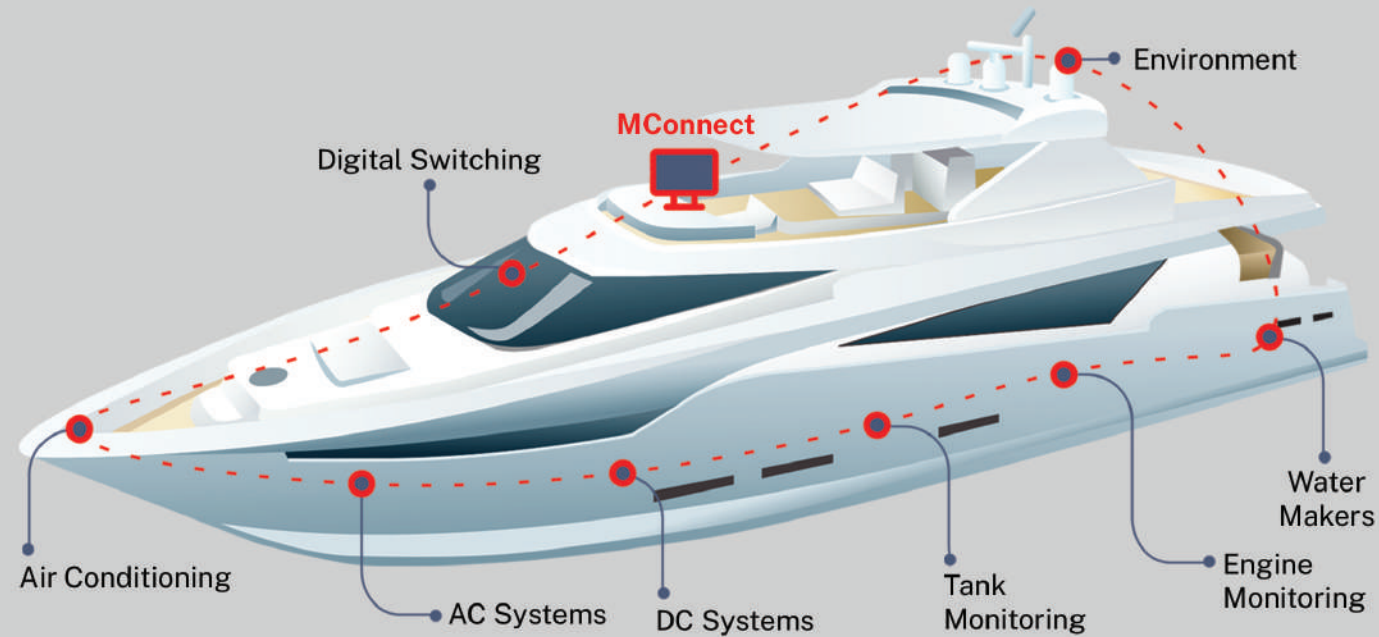 Environment
MConnect
Digital Switching
Water
Makers
Air Conditioning
AC Systems
DC Systems
Tank
Monitoring
Engine
Monitoring